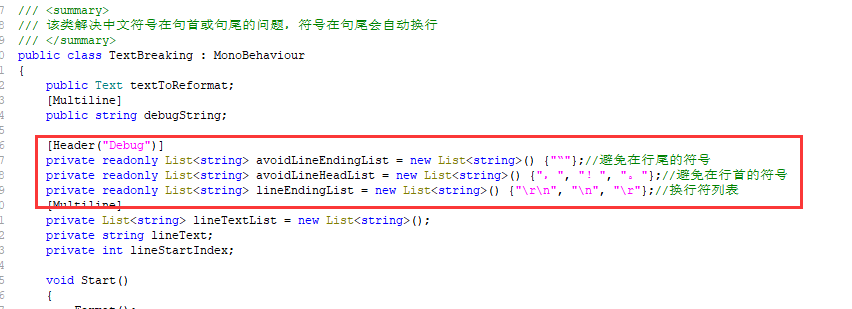 /// <summary>
/// 该类解决中文符号在句首或句尾的问题，符号在句尾会自动换行
/// </summary>
public class TextBreaking : MonoBehaviour
{
public Text textToReformat;
[Multiline]
public string debugString;
[Header("Debug")]
private readonly List<string> avoidLineEndingList = new List<string>() {"“"};//避免在行尾的符号
private readonly List<string> avoidLineHeadList = new List<string>() {"，", "！", "。"};//避免在行首的符号
private readonly List<string> lineEndingList = new List<string>() {"\r\n", "\n", "\r"};//换行符列表
[Multiline]
private List<string> lineTextList = new List<string>();
private string lineText;
private int lineStartIndex;
void Start()
{
Format();